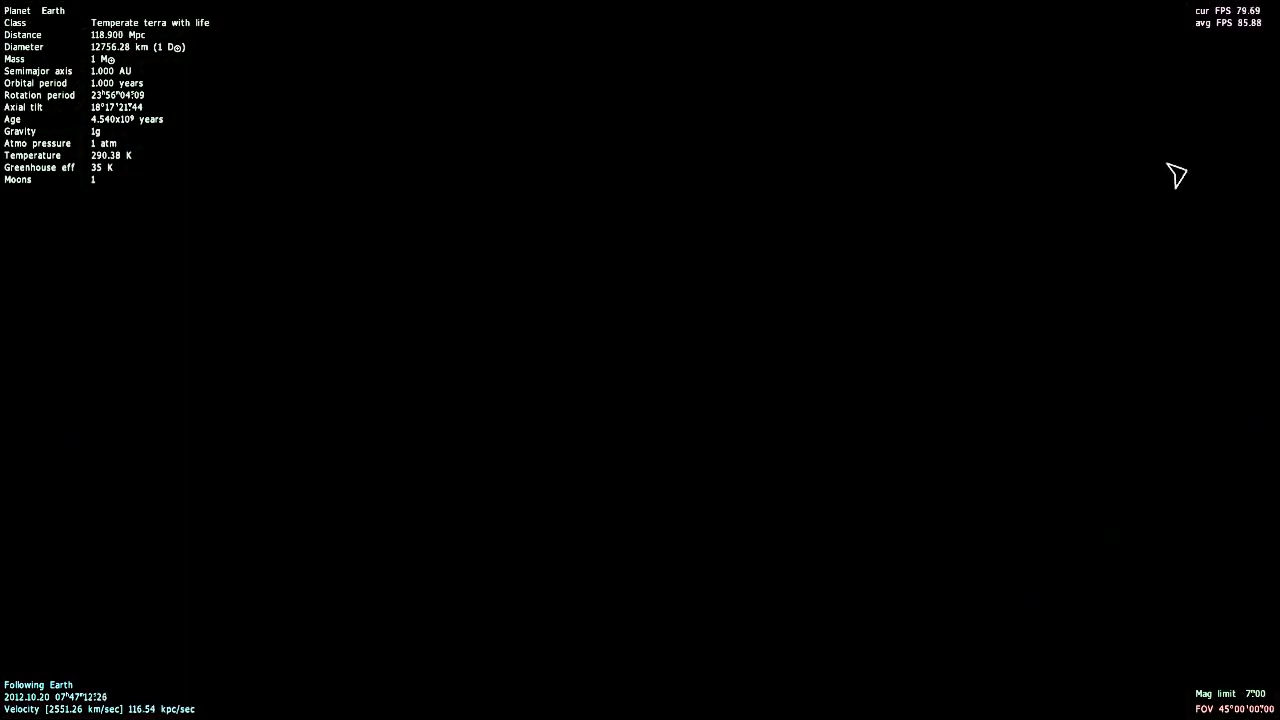 Planet Earth
Class Temperate terra with life
Distance 118.900 Mpc
Diameter 12756.28 km (1 D⊙)
Mass 1 M⊙
Semimajor axis 1.000 AU
Orbital period 1.000 years
Rotation period 23ʰ56ᵐ04ˢ.09
Axial tilt 18°17'21".44
Age 4.540x10⁹ years
Gravity 1g
Atmo pressure 1 atm
Temperature 290.38 K
Greenhouse eff 35 K
Moons 1
cur FPS 79.69
avg FPS 85.88
Following Earth
2012.10.20 07ʰ47ᵐ12ˢ.26
Velocity [2551.26 km/sec] 116.54 kpc/sec
Mag limit 7ᵐ.00
FOV 45°00'00".00